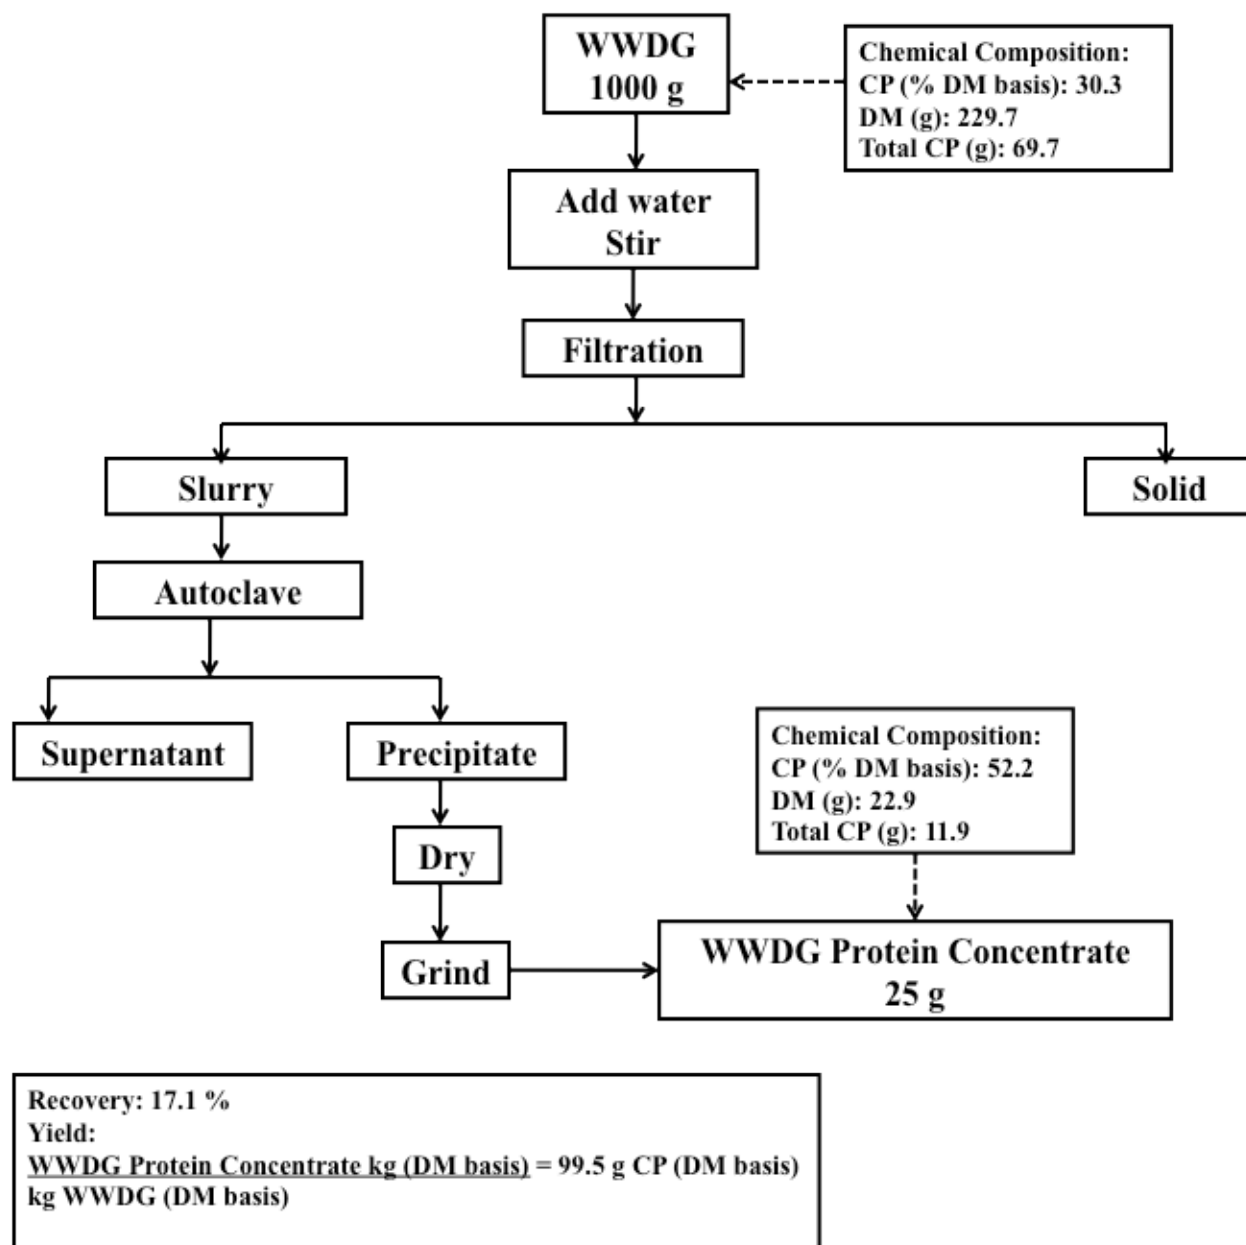 WWDG
1000 g
Chemical Composition:
CP (% DM basis): 30.3
DM (g): 229.7
Total CP (g): 69.7
Add water
Stir
Filtration
Slurry
Solid
Autoclave
Supernatant
Precipitate
Chemical Composition:
CP (% DM basis): 52.2
DM (g): 22.9
Total CP (g): 11.9
Dry
Grind
WWDG Protein Concentrate
25 g
Recovery: 17.1 %
Yield:
WWDG Protein Concentrate kg (DM basis) = 99.5 g CP (DM basis)
kg WWDG (DM basis)